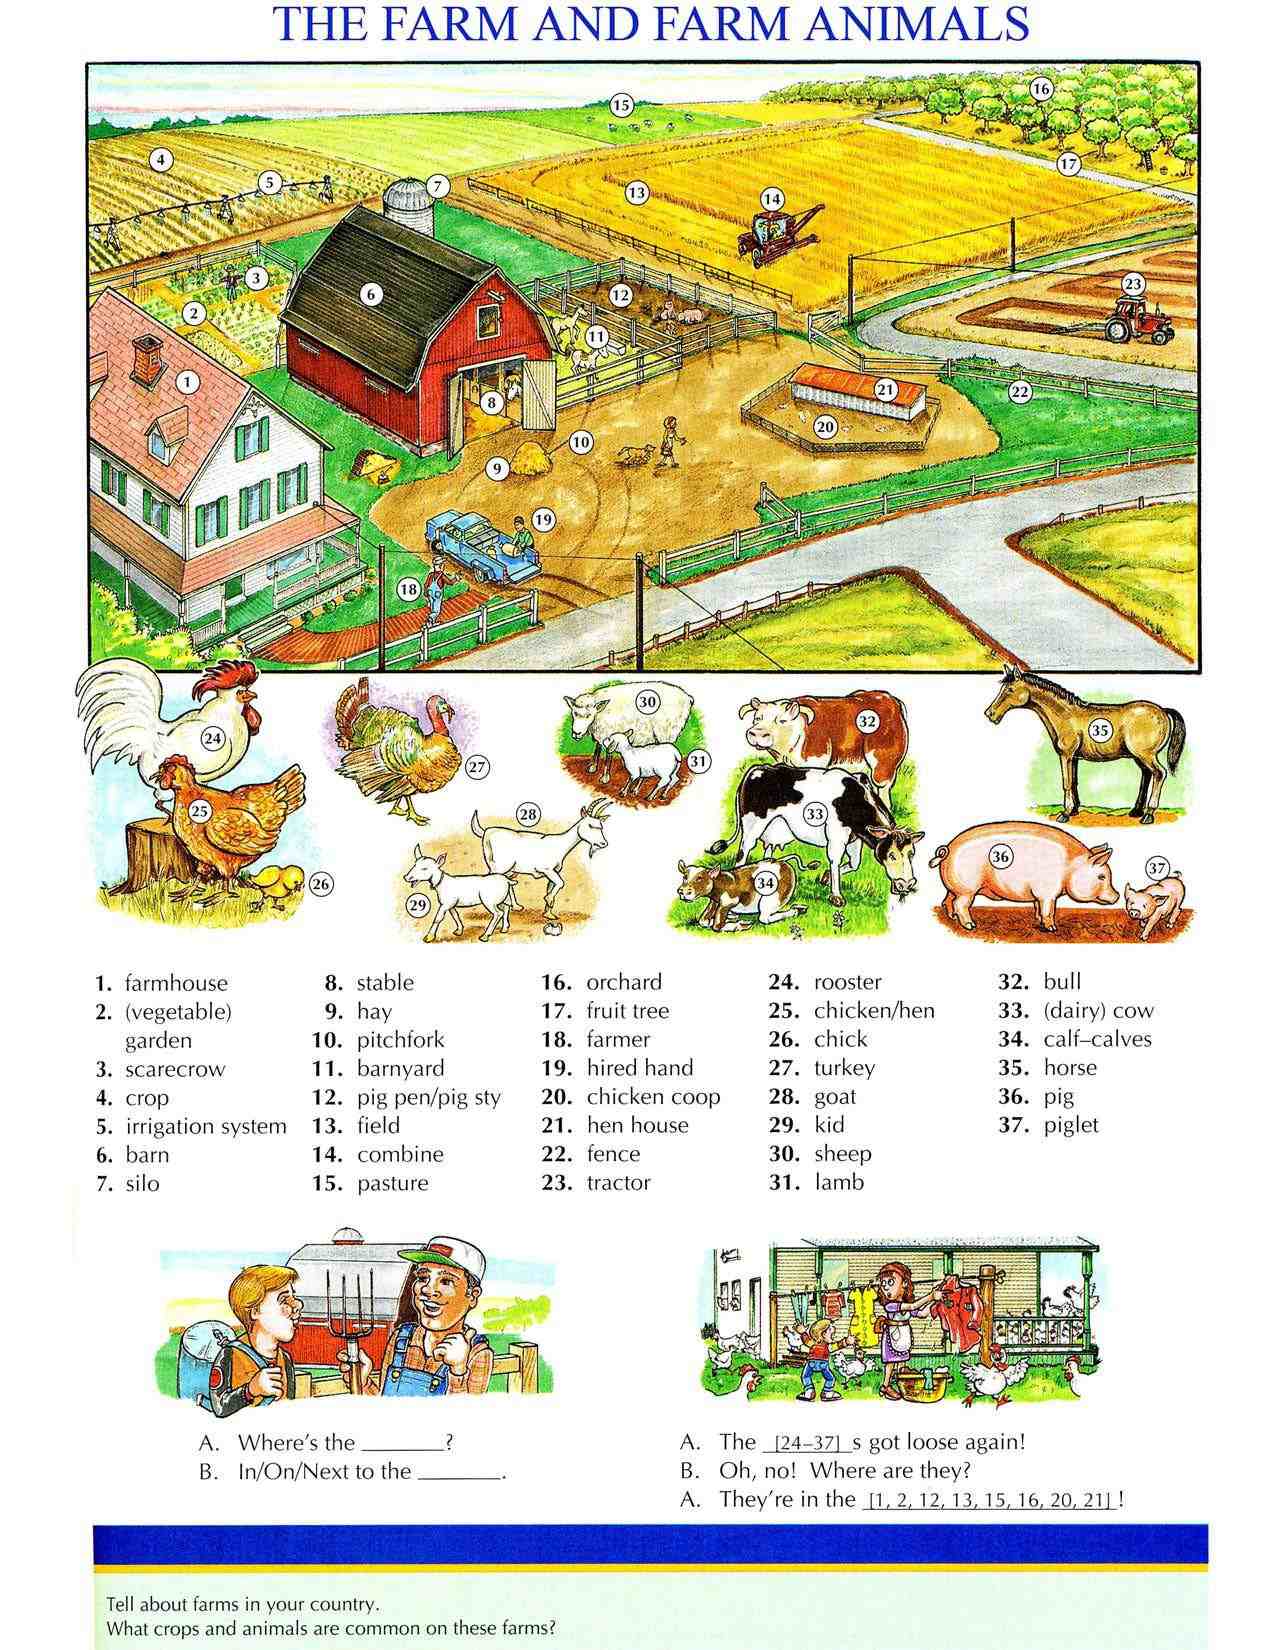 THE FARM AND FARM ANIMALS
16
15
4
17
5
7
13
14
3
6
12
23
2
11
1
8
21
22
20
10
9
19
18
30
24
32
35
27
31
25
28
33
36
37
34
26
29
1. farmhouse
2. (vegetable)
garden
3. scarecrow
4. crop
5. irrigation system
6. barn
7. silo
8. stable
9. hay
10. pitchfork
11. barnyard
12. pig pen/pig sty
13. field
14. combine
15. pasture
16. orchard
17. fruit tree
18. farmer
19. hired hand
20. chicken coop
21. hen house
22. fence
23. tractor
24. rooster
25. chicken/hen
26. chick
27. turkey
28. goat
29. kid
30. sheep
31. lamb
32. bull
33. (dairy) cow
34. calf–calves
35. horse
36. pig
37. piglet
A. Where's the ________?
B. In/On/Next to the ________.
A. The [24–37] s got loose again!
B. Oh, no! Where are they?
A. They're in the [1, 2, 12, 13, 15, 16, 20, 21] !
Tell about farms in your country.
What crops and animals are common on these farms?